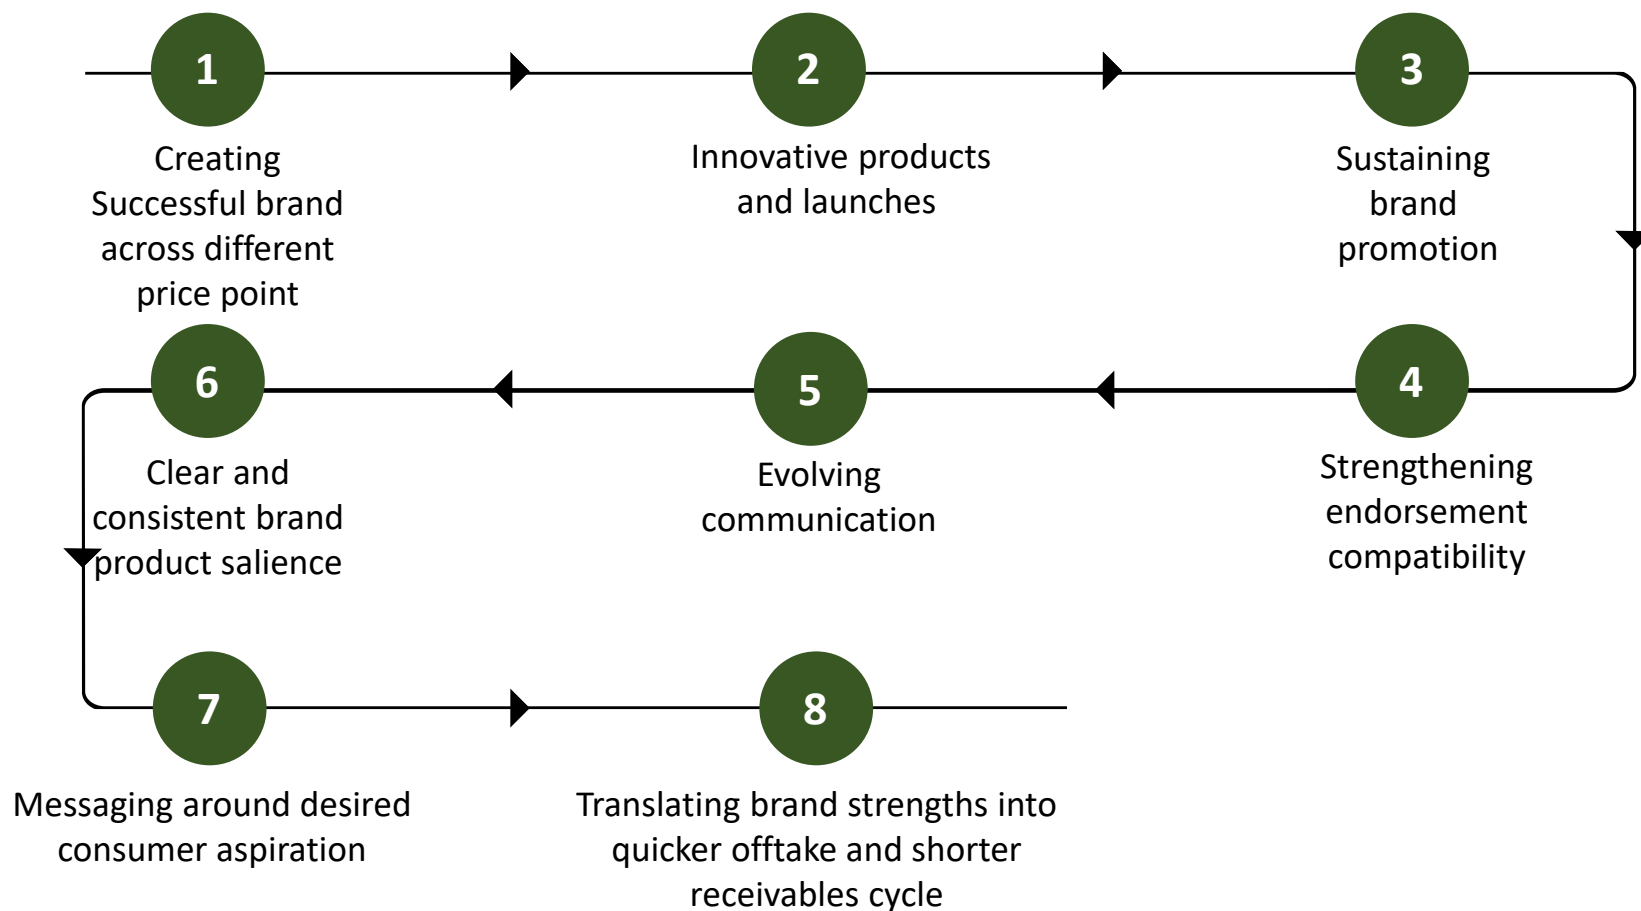 1
Creating
Successful brand
across different
price point
2
Innovative products
and launches
3
Sustaining
brand
promotion
4
Strengthening
endorsement
compatibility
5
Evolving
communication
6
Clear and
consistent brand
product salience
7
Messaging around desired
consumer aspiration
8
Translating brand strengths into
quicker offtake and shorter
receivables cycle